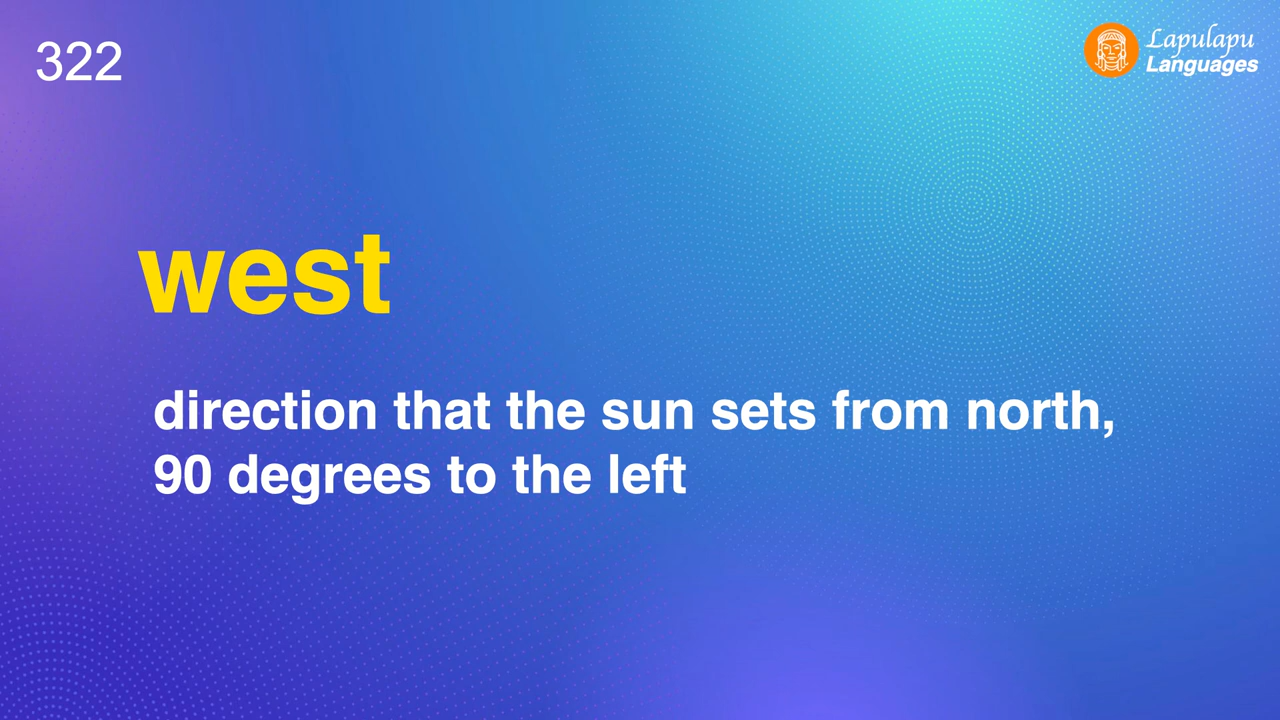 322
Lapulapu
Languages
west
direction that the sun sets from north,
90 degrees to the left